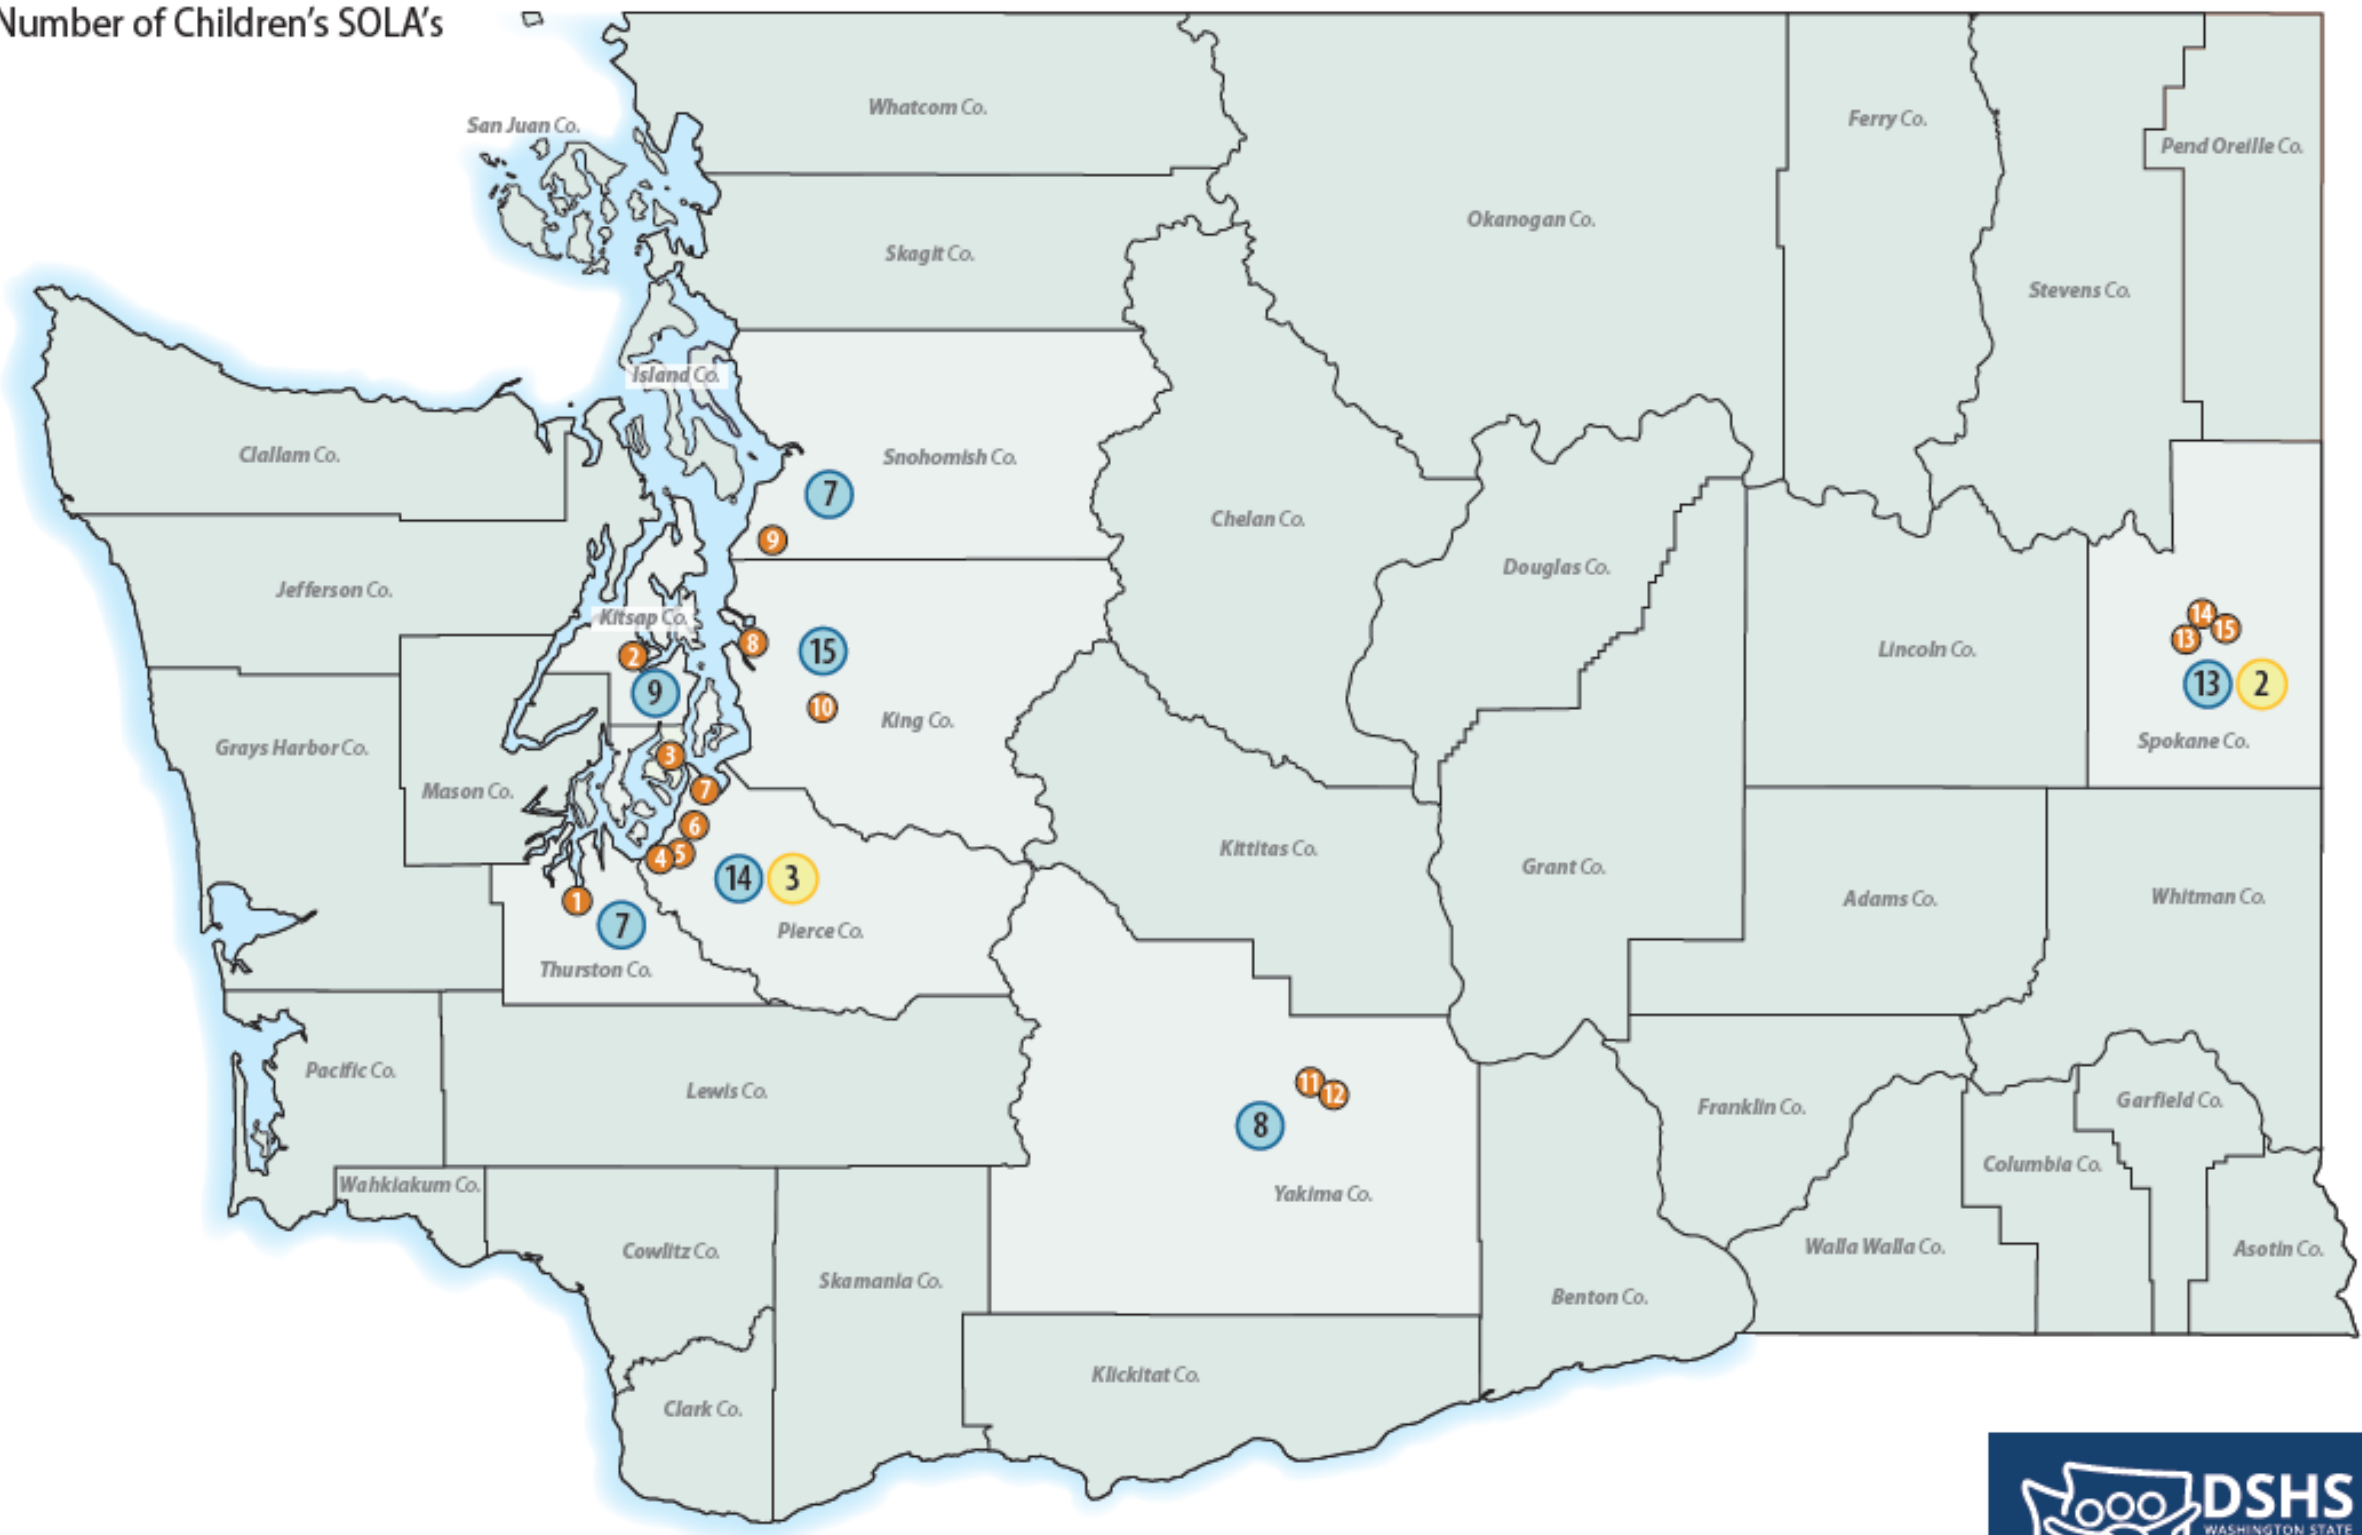 Number of Children's SOLA's
Whatcom Co.
San Juan Co.
Ferry Co.
Pend Oreille Co.
Okanogan Co.
Skagit Co.
Stevens Co.
Island Co.
Clallam Co.
Snohomish Co.
7
9
Chelan Co.
Douglas Co.
Jefferson Co.
Kitsap Co.
2
9
8
15
10
King Co.
Lincoln Co.
14
15
13
13
2
Spokane Co.
Grays Harbor Co.
Mason Co.
3
7
6
5
4
14
3
Pierce Co.
Kittitas Co.
Grant Co.
Adams Co.
Whitman Co.
1
7
Thurston Co.
Pacific Co.
Lewis Co.
11
12
8
Yakima Co.
Franklin Co.
Garfield Co.
Columbia Co.
Wahkiakum Co.
Cowlitz Co.
Skamania Co.
Walla Walla Co.
Asotin Co.
Benton Co.
Klickitat Co.
Clark Co.
DSHS
WASHINGTON STATE